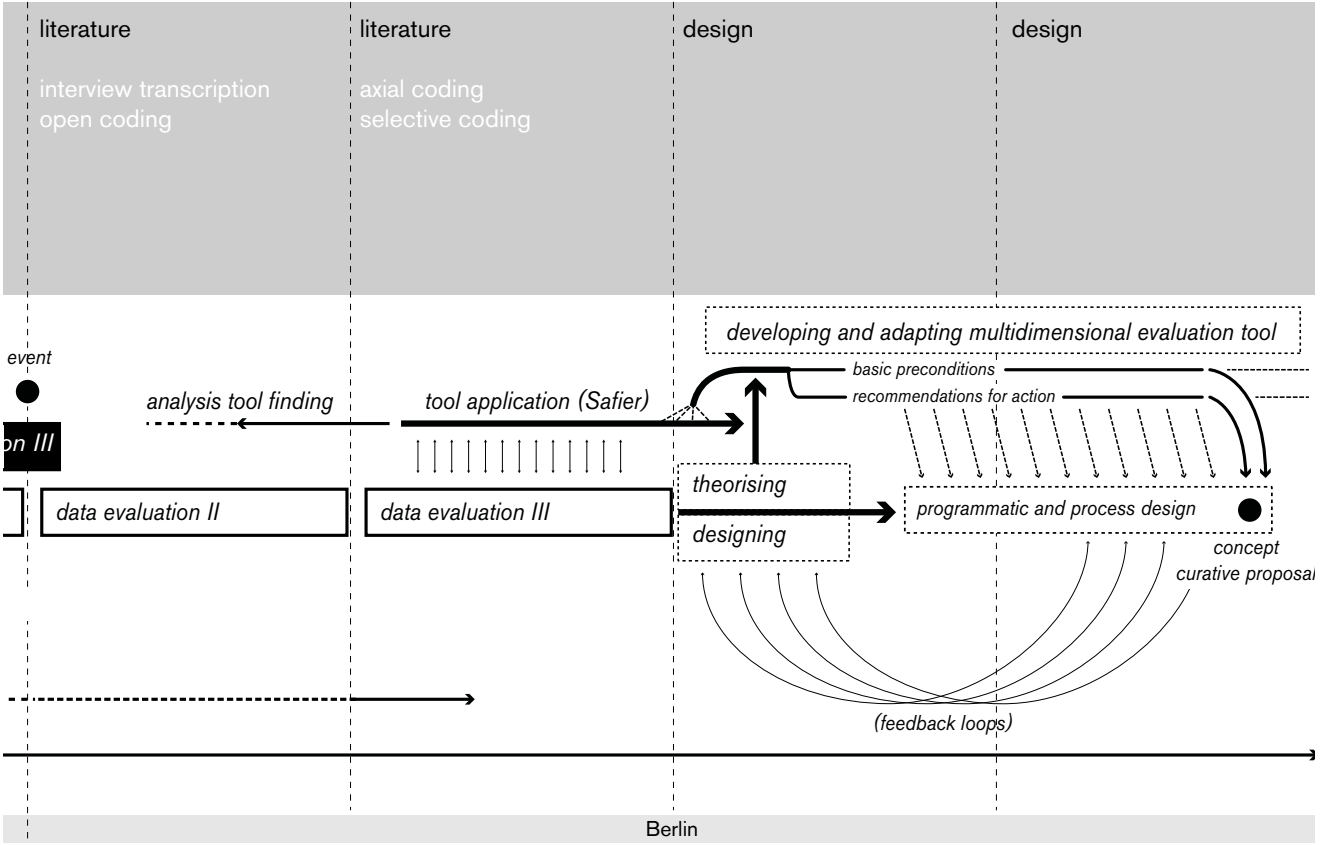 literature
literature
design
design
interview transcription
open coding
axial coding
selective coding
developing and adapting multidimensional evaluation tool
event
basic preconditions
recommendations for action
analysis tool finding
tool application (Safier)
on III
theorising
designing
data evaluation II
data evaluation III
programmatic and process design
concept
curative proposal
(feedback loops)
Berlin